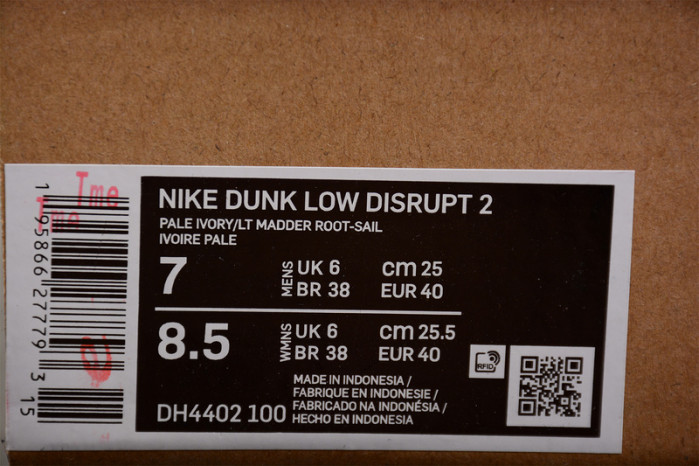 Tme
Tme
1 95866 27779 3 15
NIKE DUNK LOW DISRUPT 2
PALE IVORY/LT MADDER ROOT-SAIL
IVOIRE PALE
7 MENS UK 6 cm 25
BR 38 EUR 40
8.5 WMNS UK 6 cm 25.5
BR 38 EUR 40
MADE IN INDONESIA /
FABRIQUE EN INDONESIE /
FABRICADO NA INDONÉSIA /
DH4402 100 HECHO EN INDONESIA
RFID